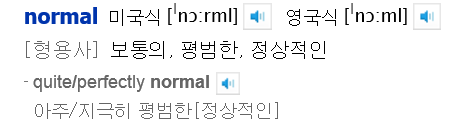 normal 미국식 [ˈnɔːrml] 영국식 [ˈnɔːml]
[형용사] 보통의, 평범한, 정상적인
- quite/perfectly normal
아주/지극히 평범한[정상적인]